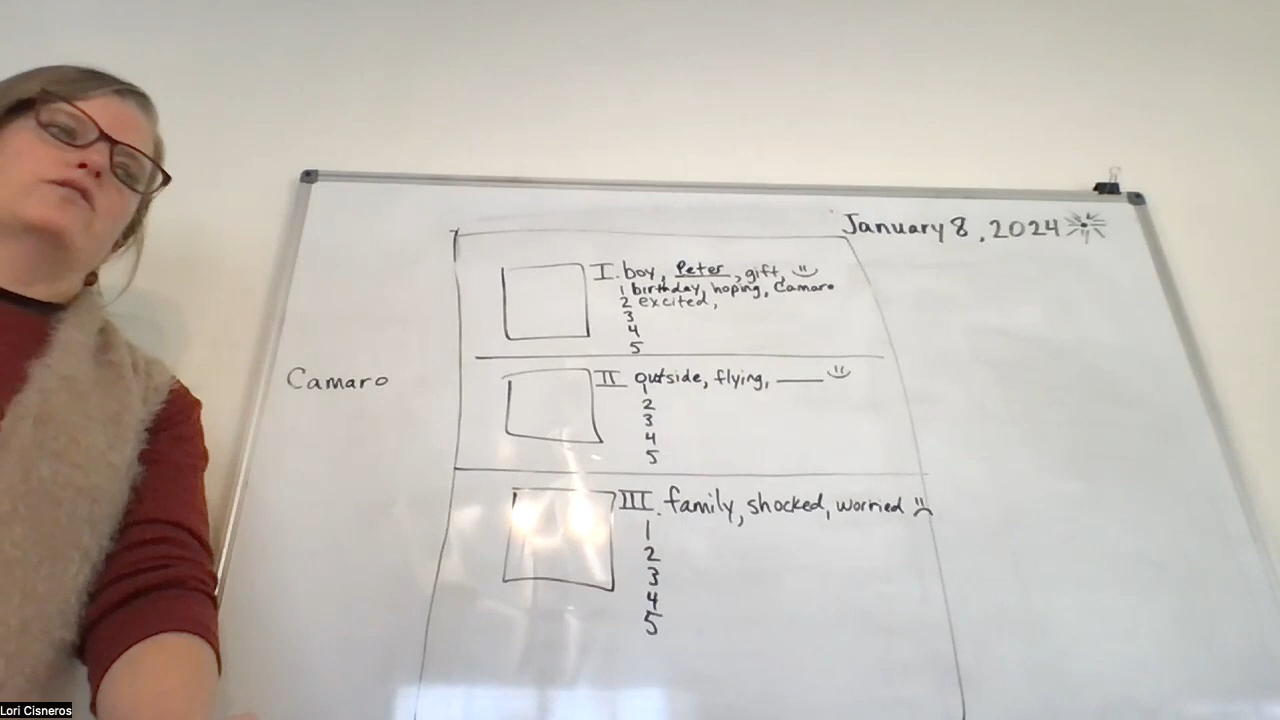 January 8, 2024
I. boy, Peter, gift,
1 birthday, hoping, Camaro
2 excited,
3
4
5
Camaro
II outside, flying, ____
1
2
3
4
5
III. family, shocked, worried
1
2
3
4
5
Lori Cisneros